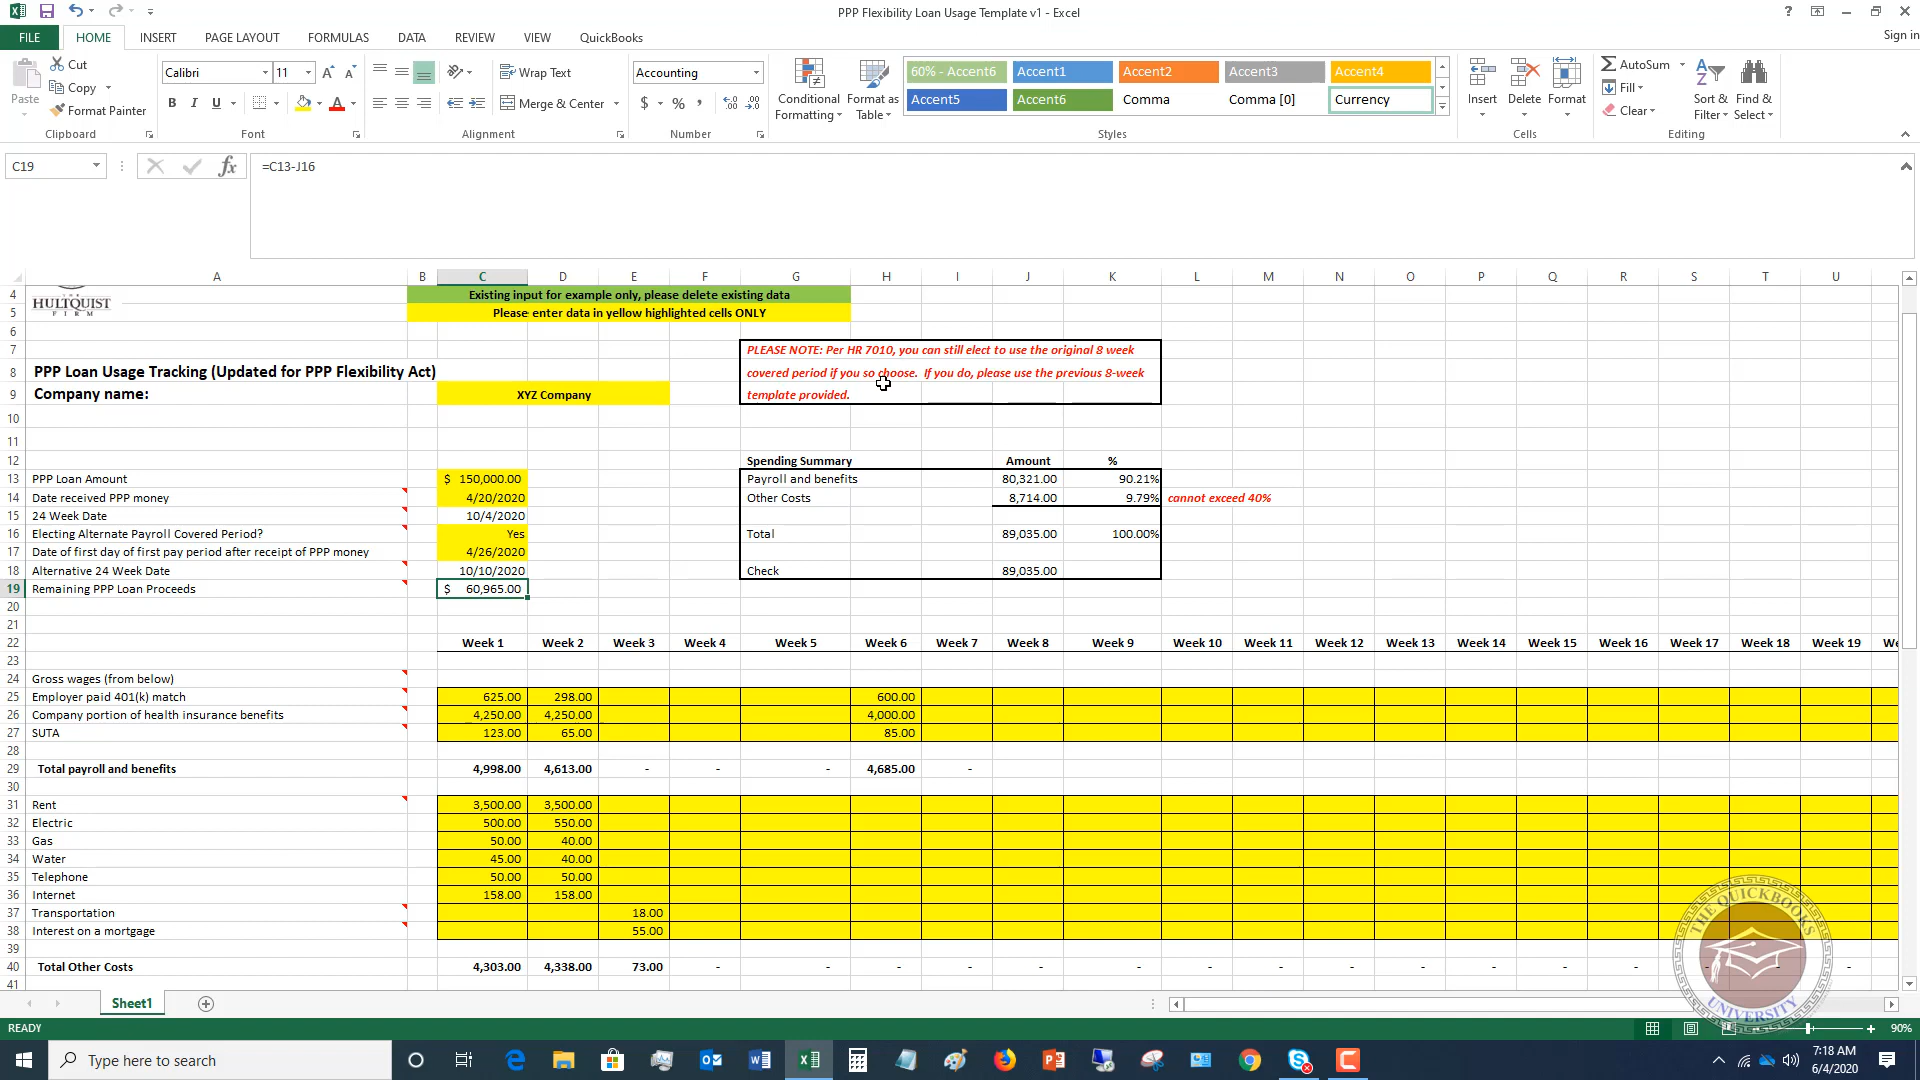 PPP Flexibility Loan Usage Template v1 - Excel
Sign in
FILE HOME INSERT PAGE LAYOUT FORMULAS DATA REVIEW VIEW QuickBooks
Paste
Cut
Copy
Format Painter
Clipboard
Calibri 11
B I U
Font
Wrap Text
Merge & Center
Alignment
Accounting
$ % ,
Number
Conditional Formatting
Format as Table
60% - Accent6 Accent1 Accent2 Accent3 Accent4
Accent5 Accent6 Comma Comma [0] Currency
Styles
Insert Delete Format
Cells
AutoSum
Fill
Clear
Sort & Filter
Find & Select
Editing
C19 fx =C13-J16
A B C D E F G H I J K L M N O P Q R S T U
4 HULTQUIST FIRM Existing input for example only, please delete existing data
5 Please enter data in yellow highlighted cells ONLY
6
7 PLEASE NOTE: Per HR 7010, you can still elect to use the original 8 week
8 PPP Loan Usage Tracking (Updated for PPP Flexibility Act) covered period if you so choose. If you do, please use the previous 8-week
9 Company name: XYZ Company template provided.
10
11
12 Spending Summary Amount %
13 PPP Loan Amount $ 150,000.00 Payroll and benefits 80,321.00 90.21%
14 Date received PPP money 4/20/2020 Other Costs 8,714.00 9.79% cannot exceed 40%
15 24 Week Date 10/4/2020
16 Electing Alternate Payroll Covered Period? Yes Total 89,035.00 100.00%
17 Date of first day of first pay period after receipt of PPP money 4/26/2020
18 Alternative 24 Week Date 10/10/2020 Check 89,035.00
19 Remaining PPP Loan Proceeds $ 60,965.00
20
21
22 Week 1 Week 2 Week 3 Week 4 Week 5 Week 6 Week 7 Week 8 Week 9 Week 10 Week 11 Week 12 Week 13 Week 14 Week 15 Week 16 Week 17 Week 18 Week 19 We
23
24 Gross wages (from below)
25 Employer paid 401(k) match 625.00 298.00 600.00
26 Company portion of health insurance benefits 4,250.00 4,250.00 4,000.00
27 SUTA 123.00 65.00 85.00
28
29 Total payroll and benefits 4,998.00 4,613.00 - - - 4,685.00 -
30
31 Rent 3,500.00 3,500.00
32 Electric 500.00 550.00
33 Gas 50.00 40.00
34 Water 45.00 40.00
35 Telephone 50.00 50.00
36 Internet 158.00 158.00
37 Transportation 18.00
38 Interest on a mortgage 55.00
39
40 Total Other Costs 4,303.00 4,338.00 73.00 - - - - - - - - - - - - - - - -
41
THE QUICKBOOKS UNIVERSITY
Sheet1
READY 90%
Type here to search
7:18 AM
6/4/2020